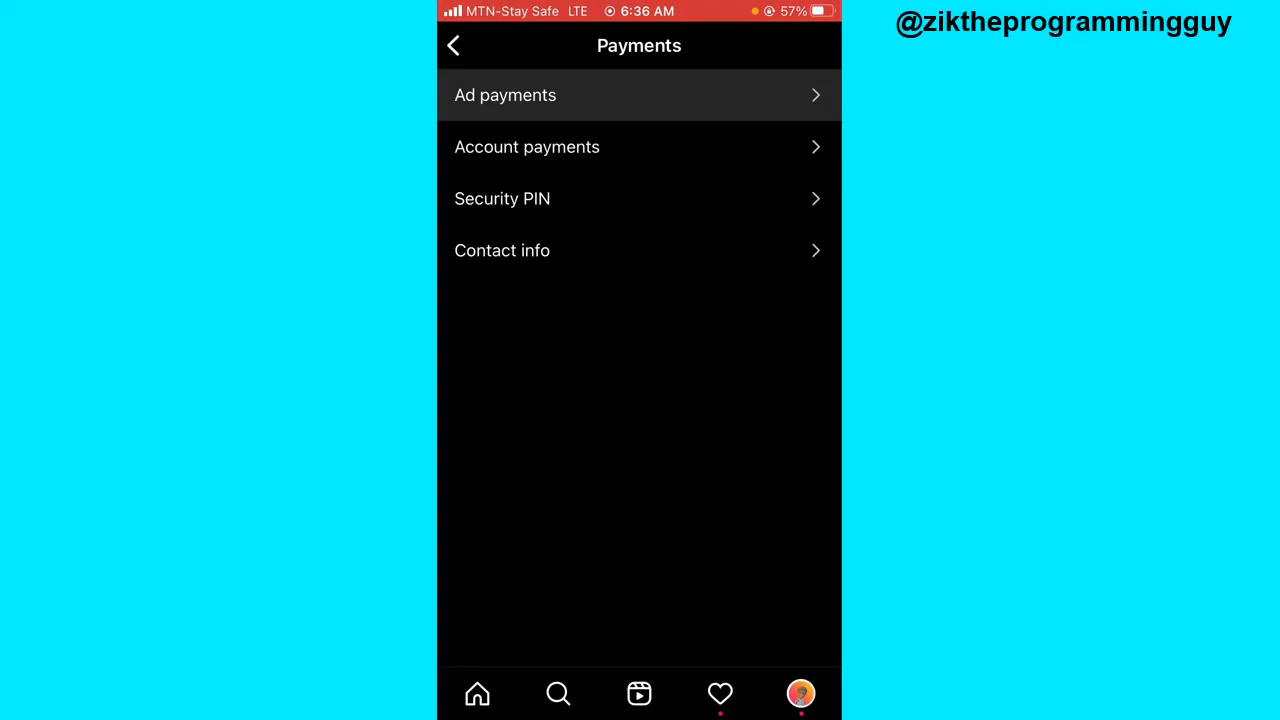 MTN-Stay Safe LTE 6:36 AM 57%
@ziktheprogrammingguy
Payments
Ad payments
Account payments
Security PIN
Contact info